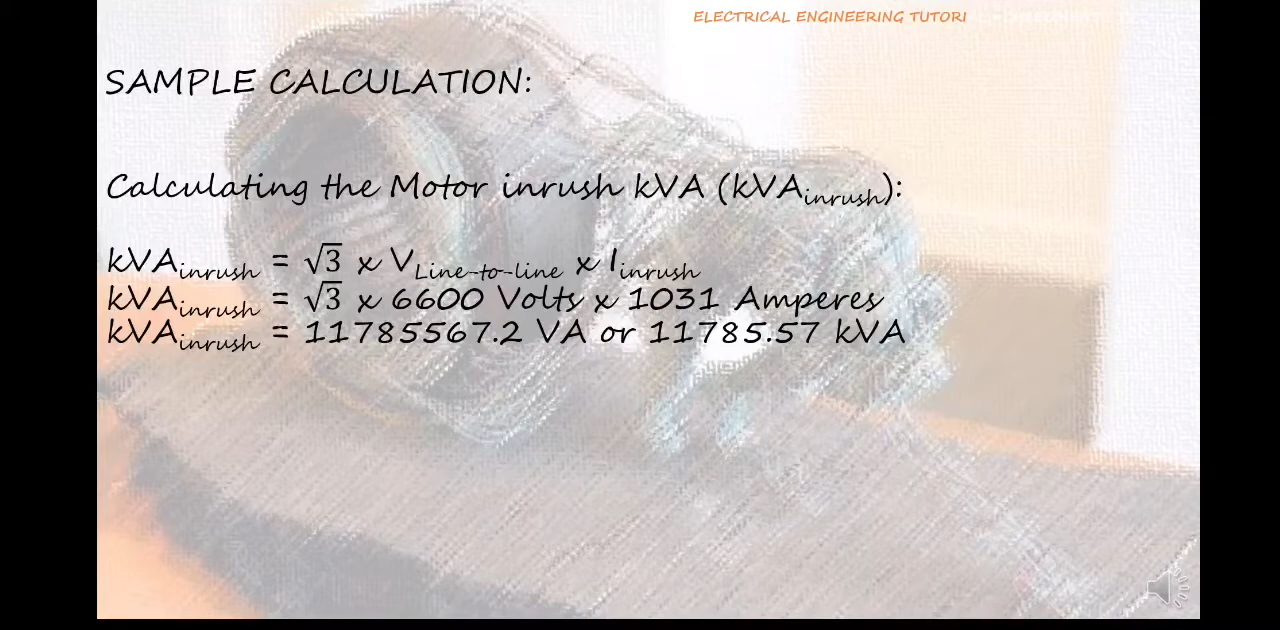 ELECTRICAL ENGINEERING TUTORI
SAMPLE CALCULATION:
Calculating the Motor inrush kVA (kVAinrush):
kVAinrush = √3 x VLine-to-line x Iinrush
kVAinrush = √3 x 6600 Volts x 1031 Amperes
kVAinrush = 11785567.2 VA or 11785.57 kVA